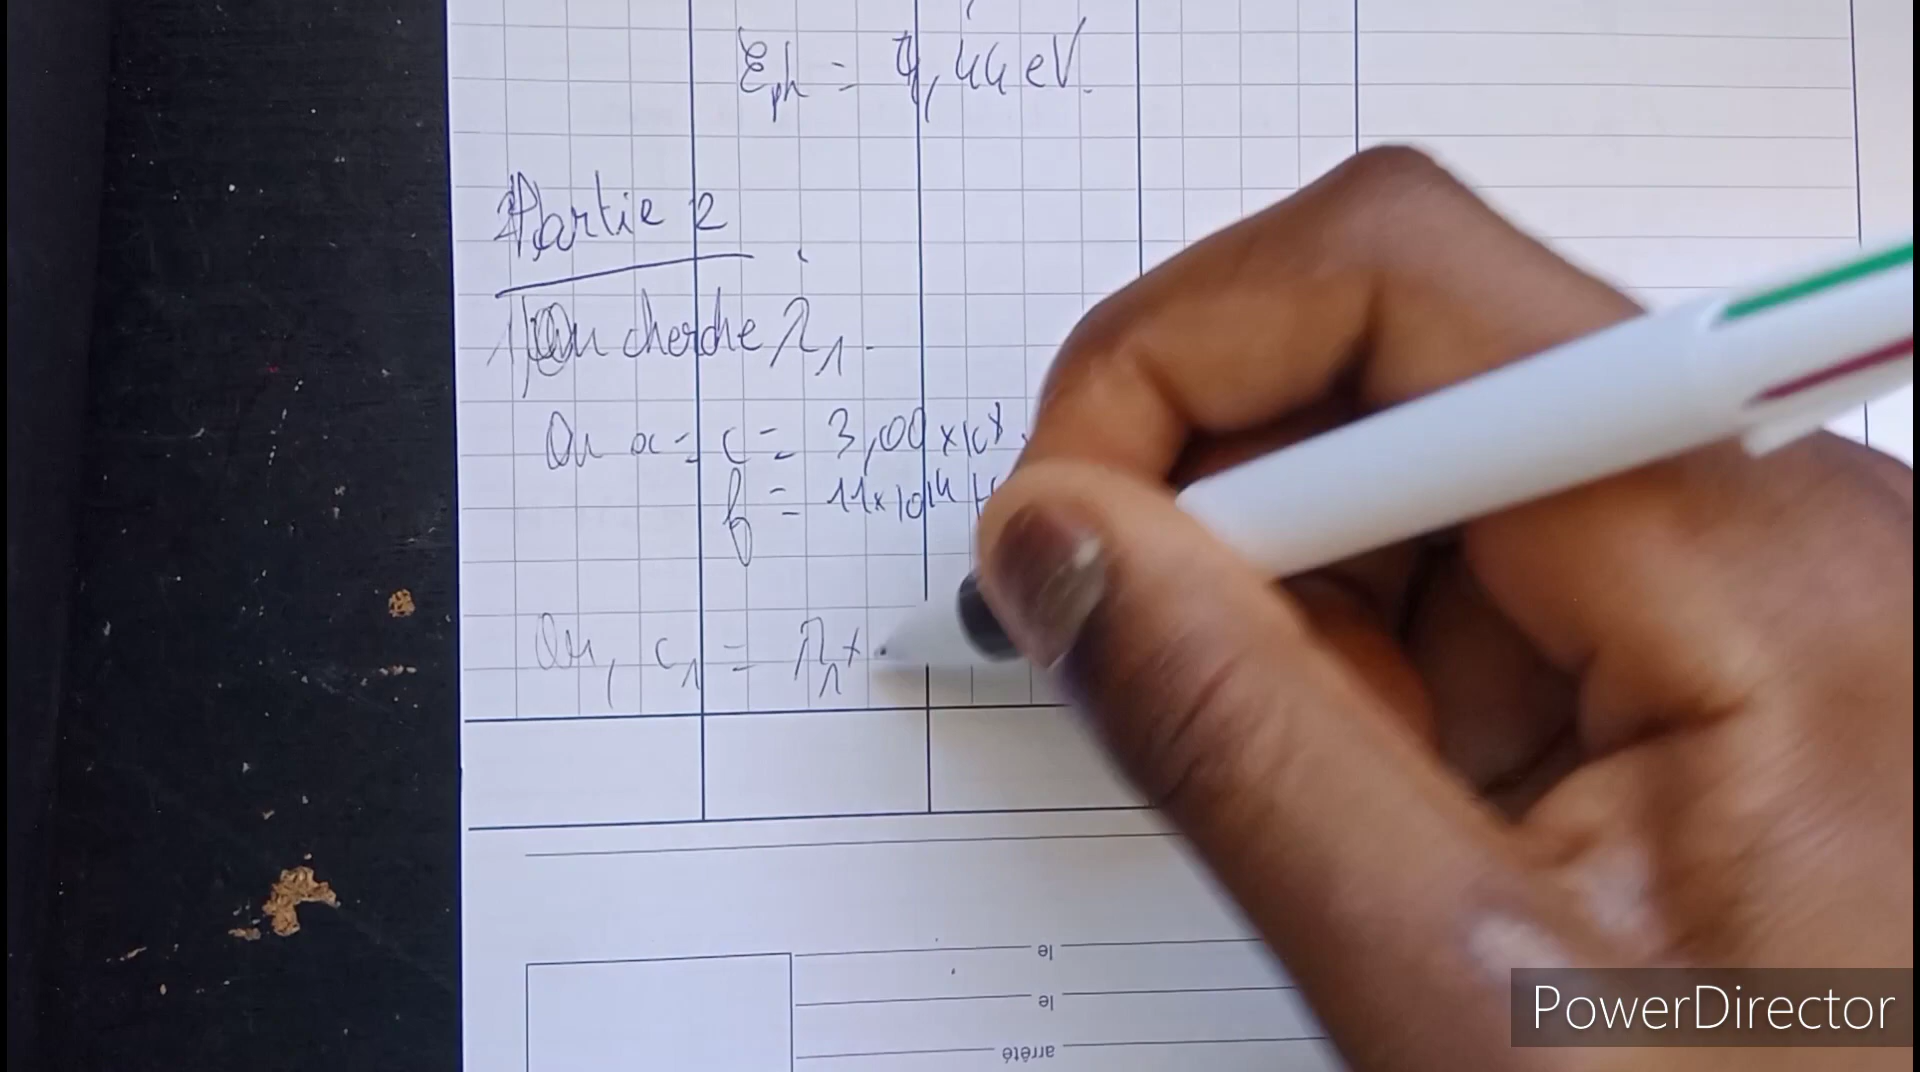 Eph = 4,44 eV.
Partie 2
1) On cherche λ1.
On a = c = 3,00 × 10⁸
f = 11 × 10¹⁴ H
On, c1 = λ1 ×
le
le
arrêté
PowerDirector